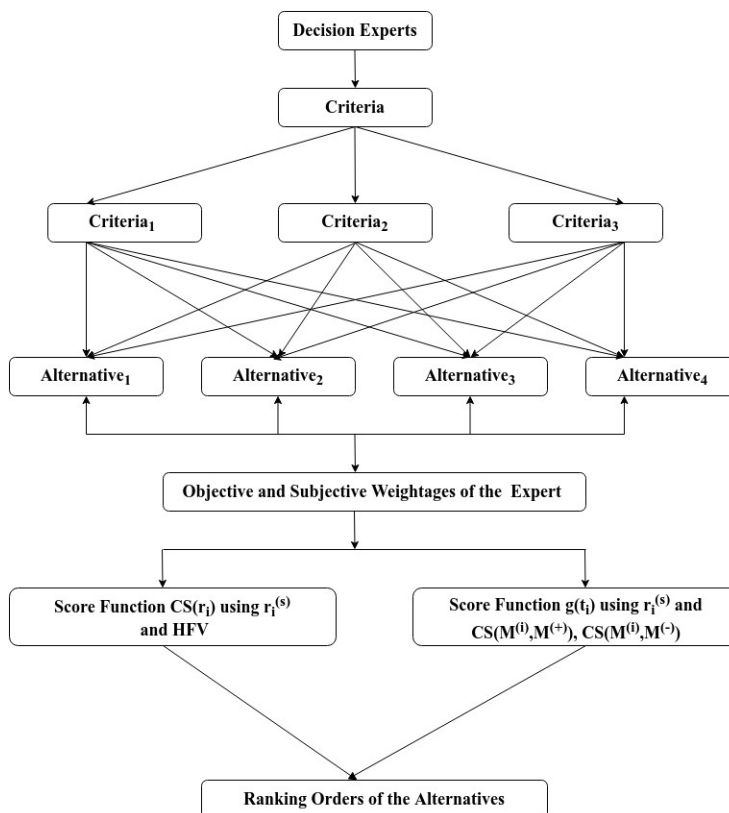 Decision Experts
Criteria
Criteria₁
Criteria₂
Criteria₃
Alternative₁
Alternative₂
Alternative₃
Alternative₄
Objective and Subjective Weightages of the Expert
Score Function CS(rᵢ) using rᵢ⁽ˢ⁾
and HFV
Score Function g(tᵢ) using rᵢ⁽ˢ⁾ and
CS(M⁽ⁱ⁾,M⁽⁺⁾), CS(M⁽ⁱ⁾,M⁽⁻⁾)
Ranking Orders of the Alternatives